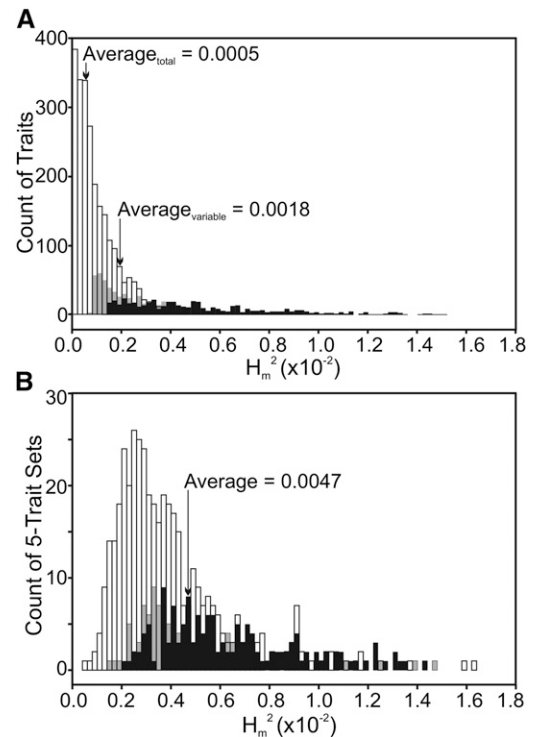 A
400
Average_total = 0.0005
300
200
Average_variable = 0.0018
100
0
Count of Traits
0.0 0.2 0.4 0.6 0.8 1.0 1.2 1.4 1.6 1.8
H_m^2 (x10^-2)
B
30
20
Average = 0.0047
10
0
Count of 5-Trait Sets
0.0 0.2 0.4 0.6 0.8 1.0 1.2 1.4 1.6 1.8
H_m^2 (x10^-2)